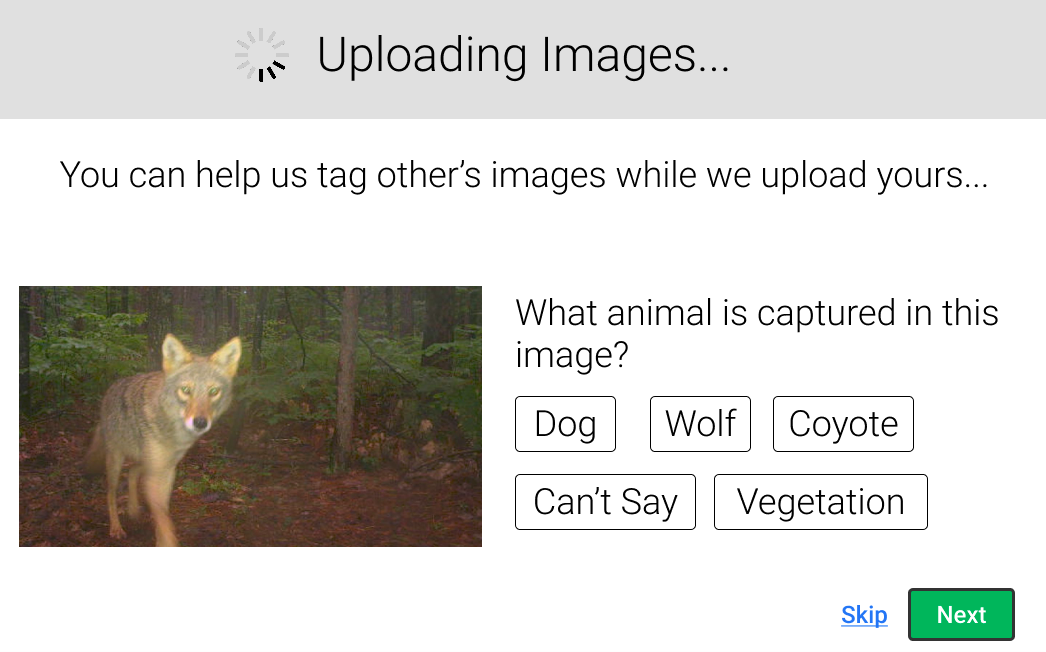 Uploading Images...
You can help us tag other’s images while we upload yours...
What animal is captured in this
image?
Dog Wolf Coyote
Can’t Say Vegetation
Skip Next